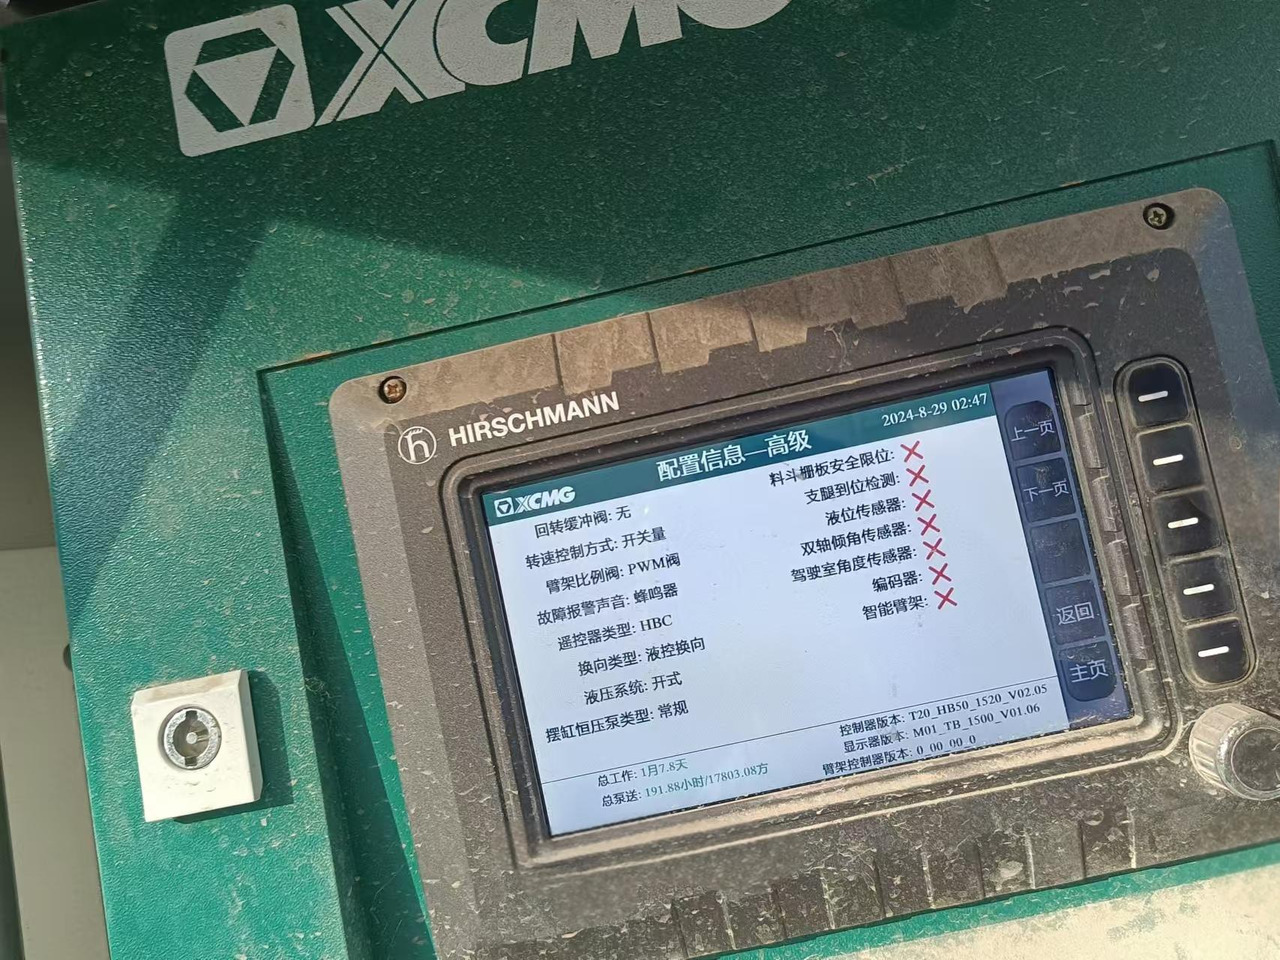 XCMG
HIRSCHMANN
XCMG
配置信息—高级
2024-8-29 02:47
回转缓冲阀: 无
转速控制方式: 开关量
臂架比例阀: PWM阀
故障报警声音: 蜂鸣器
遥控器类型: HBC
换向类型: 液控换向
液压系统: 开式
摆缸恒压泵类型: 常规
料斗栅板安全限位:
支腿到位检测:
液位传感器:
双轴倾角传感器:
驾驶室角度传感器:
编码器:
智能臂架:
总工作: 1月7.8天
总泵送: 191.88小时/17803.08方
控制器版本: T20_HB50_1520_V02.05
显示器版本: M01_TB_1500_V01.06
臂架控制器版本: 0_00_00_0
上一页
下一页
返回
主页